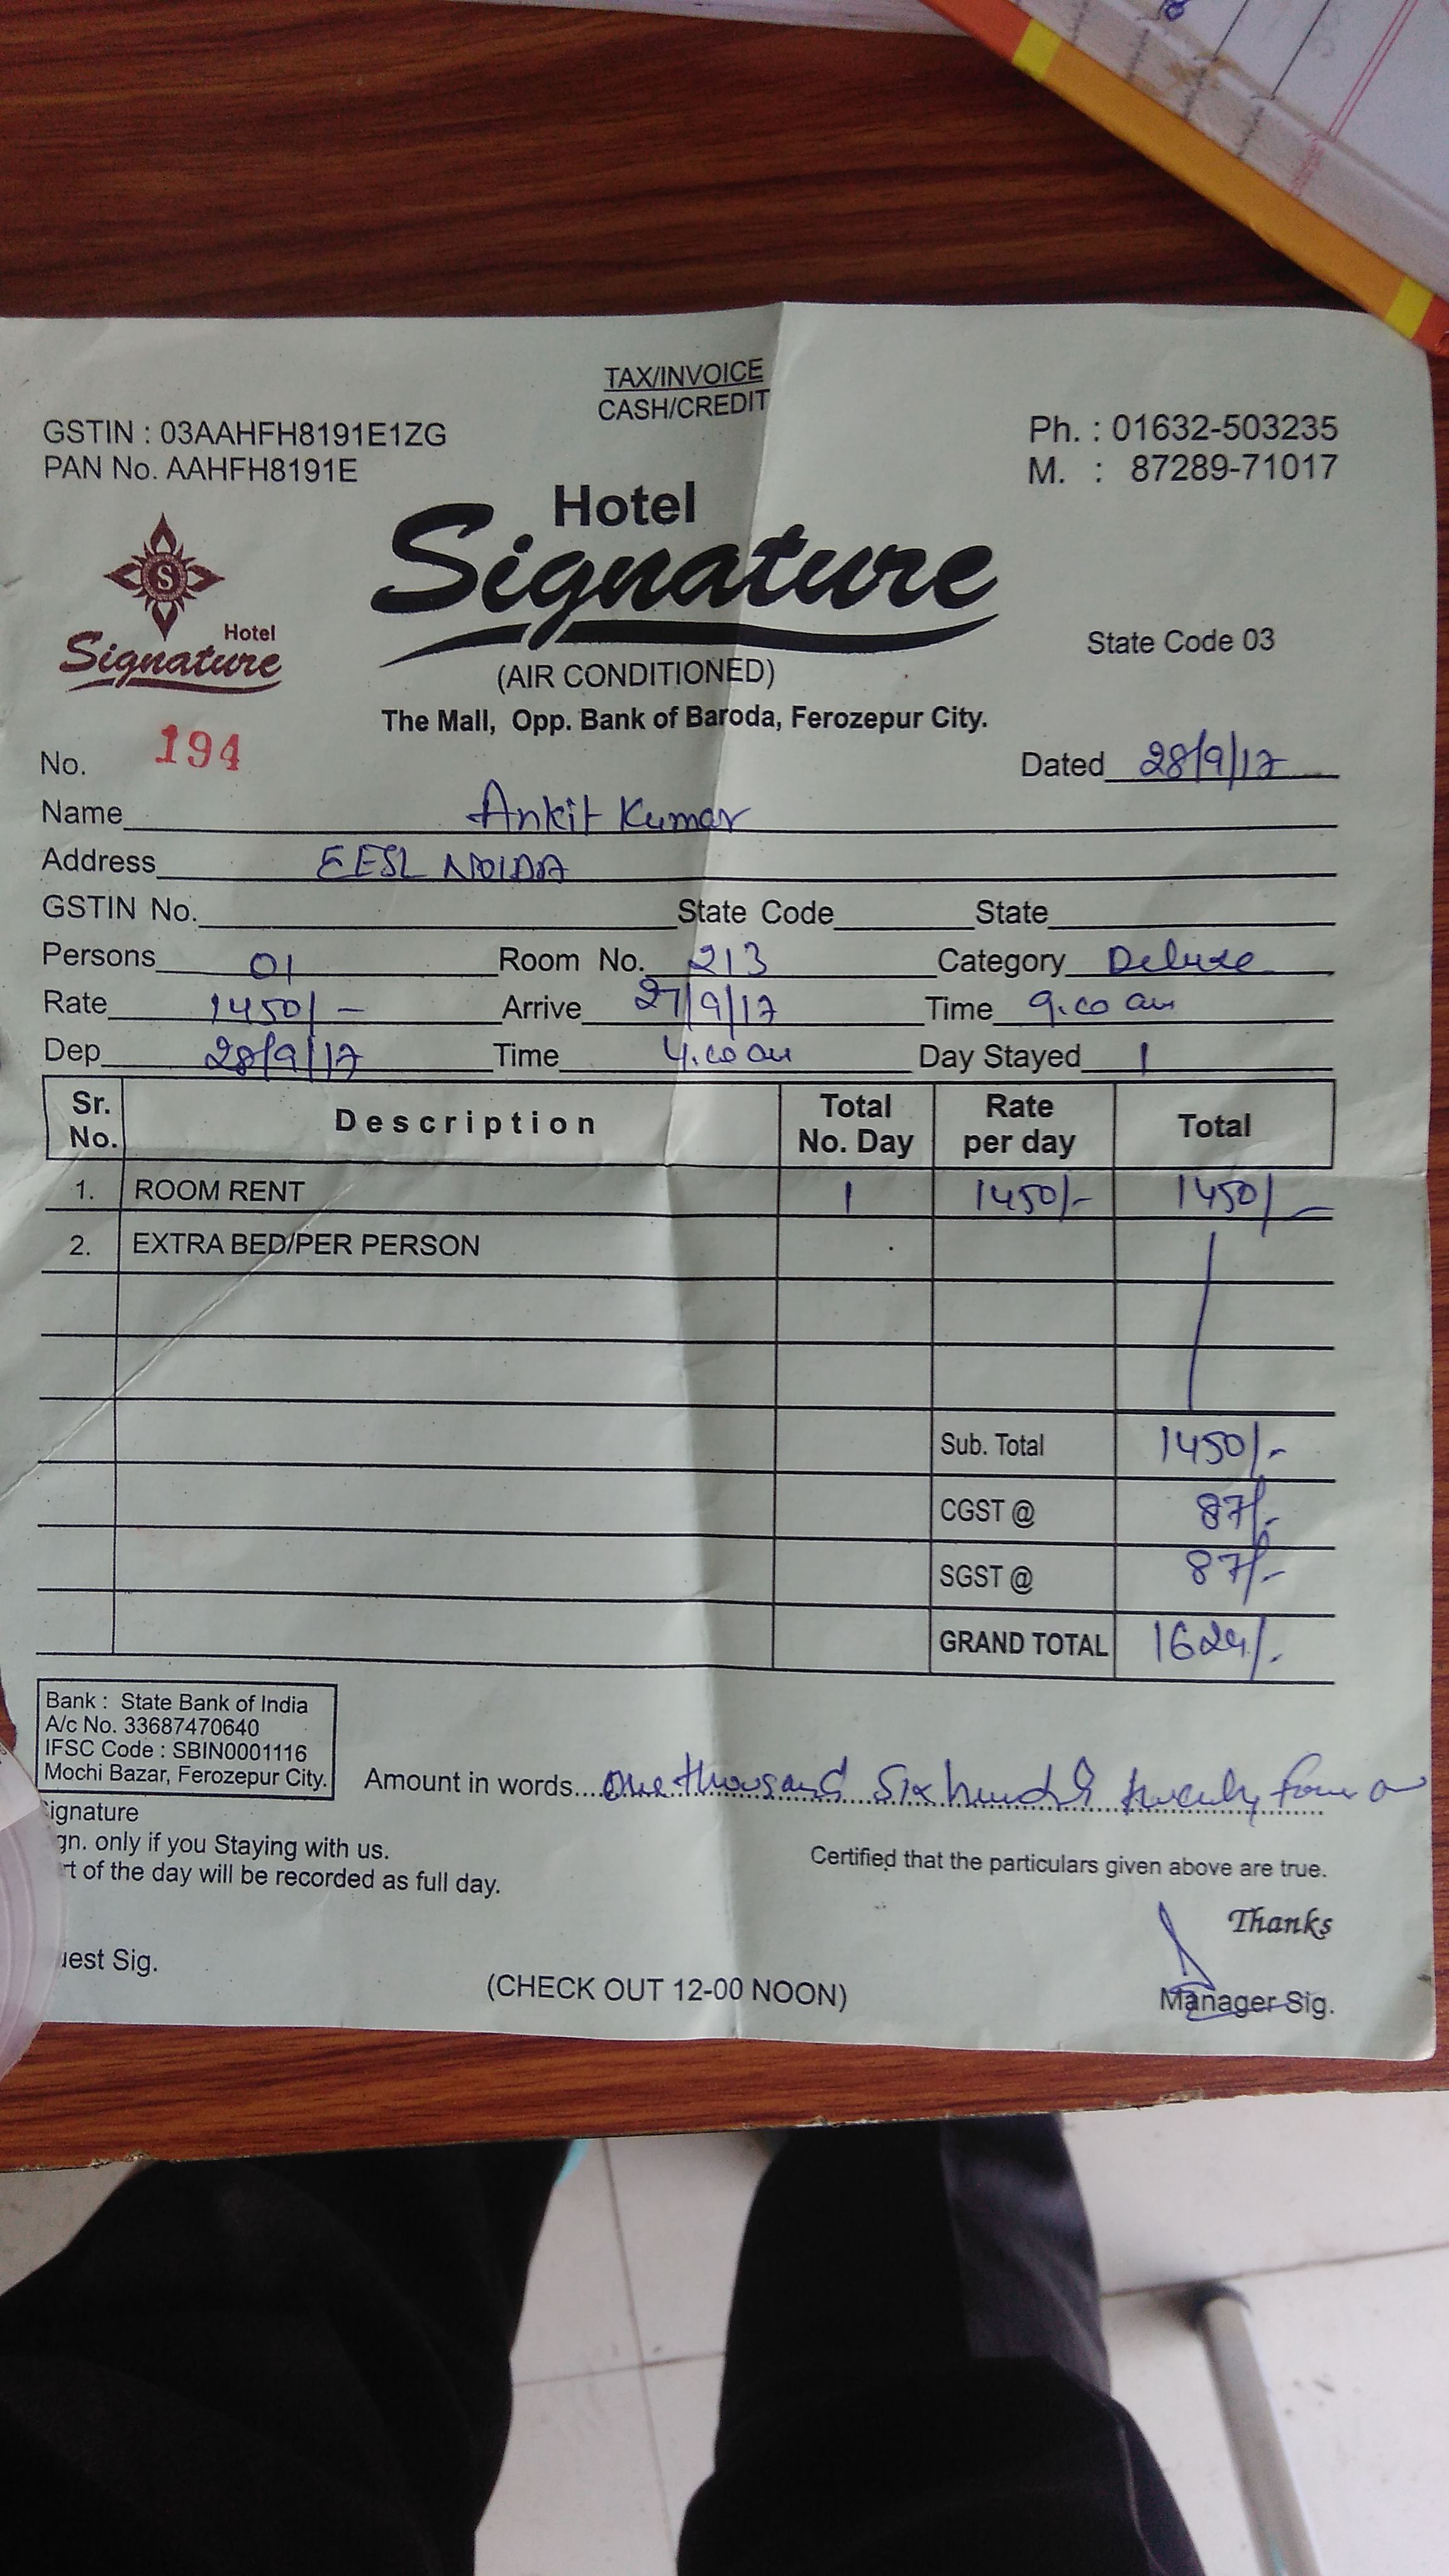 TAX/INVOICE
CASH/CREDIT
GSTIN : 03AAHFH8191E1ZG
Ph. : 01632-503235
PAN No. AAHFH8191E
M. : 87289-71017
Hotel
Signature
S
Hotel
Signature
State Code 03
(AIR CONDITIONED)
The Mall, Opp. Bank of Baroda, Ferozepur City.
No. 194
Dated 28/9/17
Name Ankit Kumar
Address EESL NOIDA
GSTIN No. State Code State
Persons 01 Room No. 213 Category Deluxe
Rate 1450/- Arrive 27/9/17 Time 9.00 am
Dep 28/9/17 Time 4.00 am Day Stayed 1
Sr. No. Description Total No. Day Rate per day Total
1. ROOM RENT 1 1450/- 1450/-
2. EXTRA BED/PER PERSON
Sub. Total 1450/-
CGST @ 87/-
SGST @ 87/-
GRAND TOTAL 1624/-
Bank : State Bank of India
A/c No. 33687470640
IFSC Code : SBIN0001116
Mochi Bazar, Ferozepur City.
Amount in words... one thousand six hundred twenty four
ignature
gn. only if you Staying with us.
rt of the day will be recorded as full day.
Certified that the particulars given above are true.
Thanks
uest Sig.
(CHECK OUT 12-00 NOON)
Manager Sig.